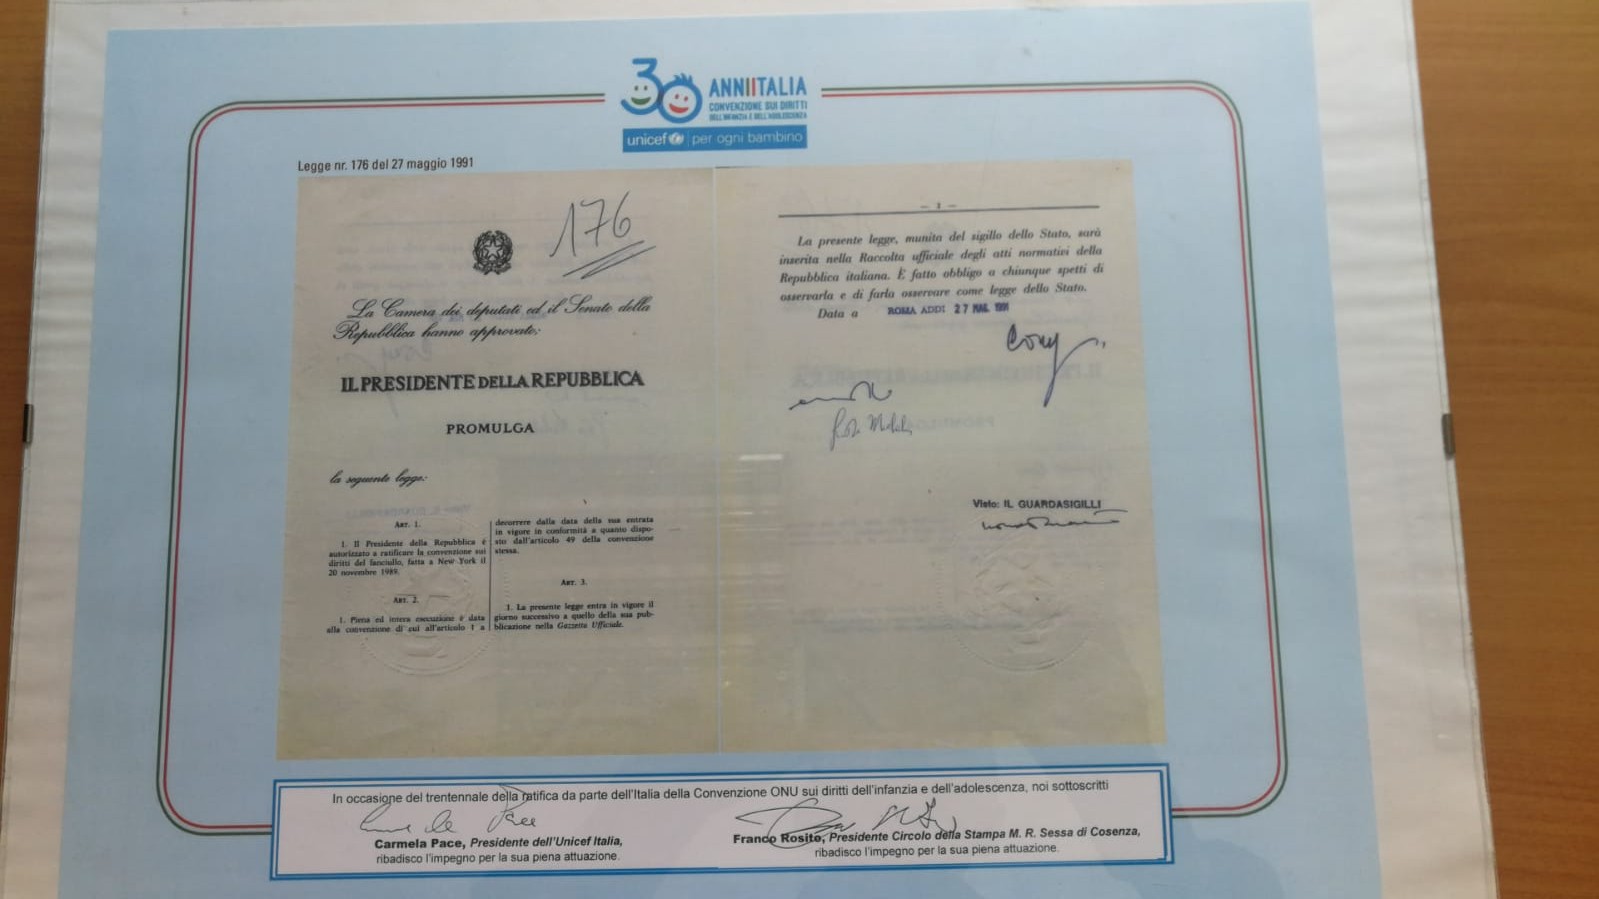 30 ANNI ITALIA
CONVENZIONE SUI DIRITTI
DELL'INFANZIA E DELL'ADOLESCENZA
unicef per ogni bambino
Legge nr. 176 del 27 maggio 1991
176
La Camera dei deputati ed il Senato della
Repubblica hanno approvato;
IL PRESIDENTE DELLA REPUBBLICA
PROMULGA
la seguente legge:
ART. 1.
1. Il Presidente della Repubblica è
autorizzato a ratificare la convenzione sui
diritti del fanciullo, fatta a New York il
20 novembre 1989.
ART. 2.
1. Piena ed intera esecuzione è data
alla convenzione di cui all'articolo 1 a
decorrere dalla data della sua entrata
in vigore in conformità a quanto dispo-
sto dall'articolo 49 della convenzione
stessa.
ART. 3.
1. La presente legge entra in vigore il
giorno successivo a quello della sua pub-
blicazione nella Gazzetta Ufficiale.
La presente legge, munita del sigillo dello Stato, sarà
inserita nella Raccolta ufficiale degli atti normativi della
Repubblica italiana. È fatto obbligo a chiunque spetti di
osservarla e di farla osservare come legge dello Stato.
Data a ROMA ADDI 27 MAG. 1991
Visto: IL GUARDASIGILLI
In occasione del trentennale della ratifica da parte dell'Italia della Convenzione ONU sui diritti dell'infanzia e dell'adolescenza, noi sottoscritti
Carmela Pace, Presidente dell'Unicef Italia,
ribadisco l'impegno per la sua piena attuazione.
Franco Rosito, Presidente Circolo della Stampa M. R. Sessa di Cosenza,
ribadisco l'impegno per la sua piena attuazione.